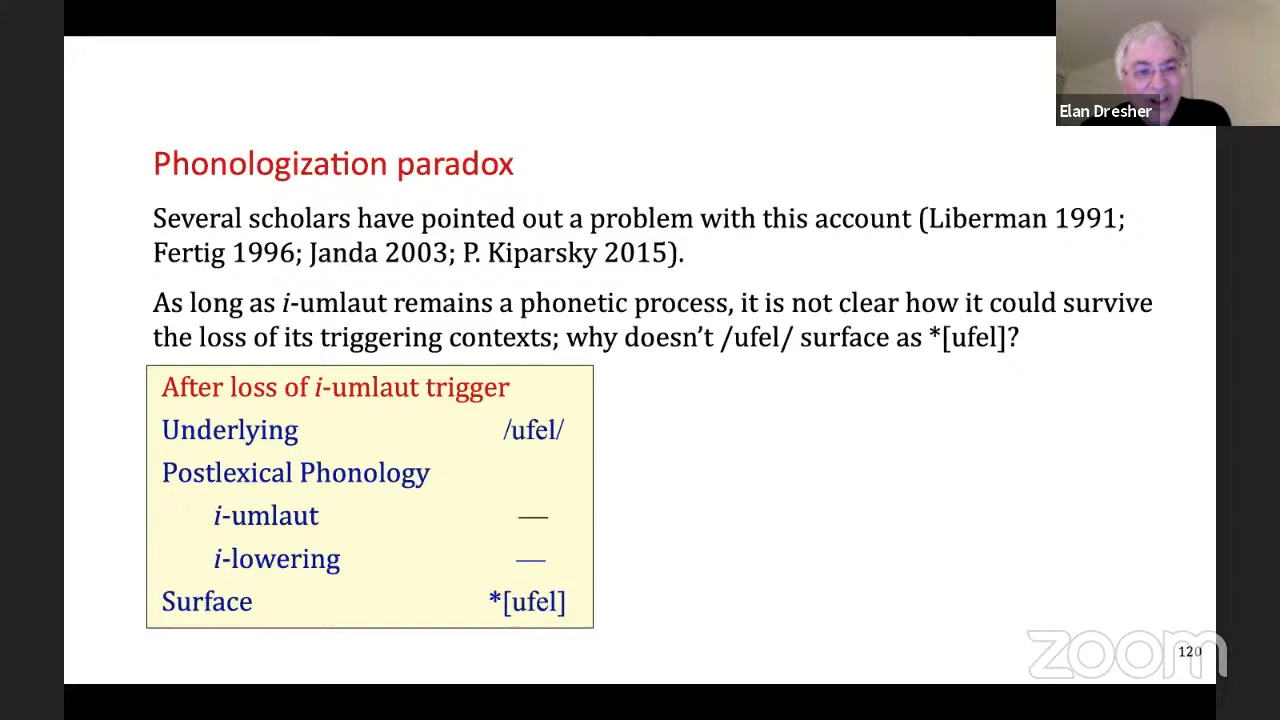 Elan Dresher
Phonologization paradox
Several scholars have pointed out a problem with this account (Liberman 1991;
Fertig 1996; Janda 2003; P. Kiparsky 2015).
As long as i-umlaut remains a phonetic process, it is not clear how it could survive
the loss of its triggering contexts; why doesn’t /ufel/ surface as *[ufel]?
After loss of i-umlaut trigger
Underlying /ufel/
Postlexical Phonology
i-umlaut —
i-lowering —
Surface *[ufel]
zoom
120